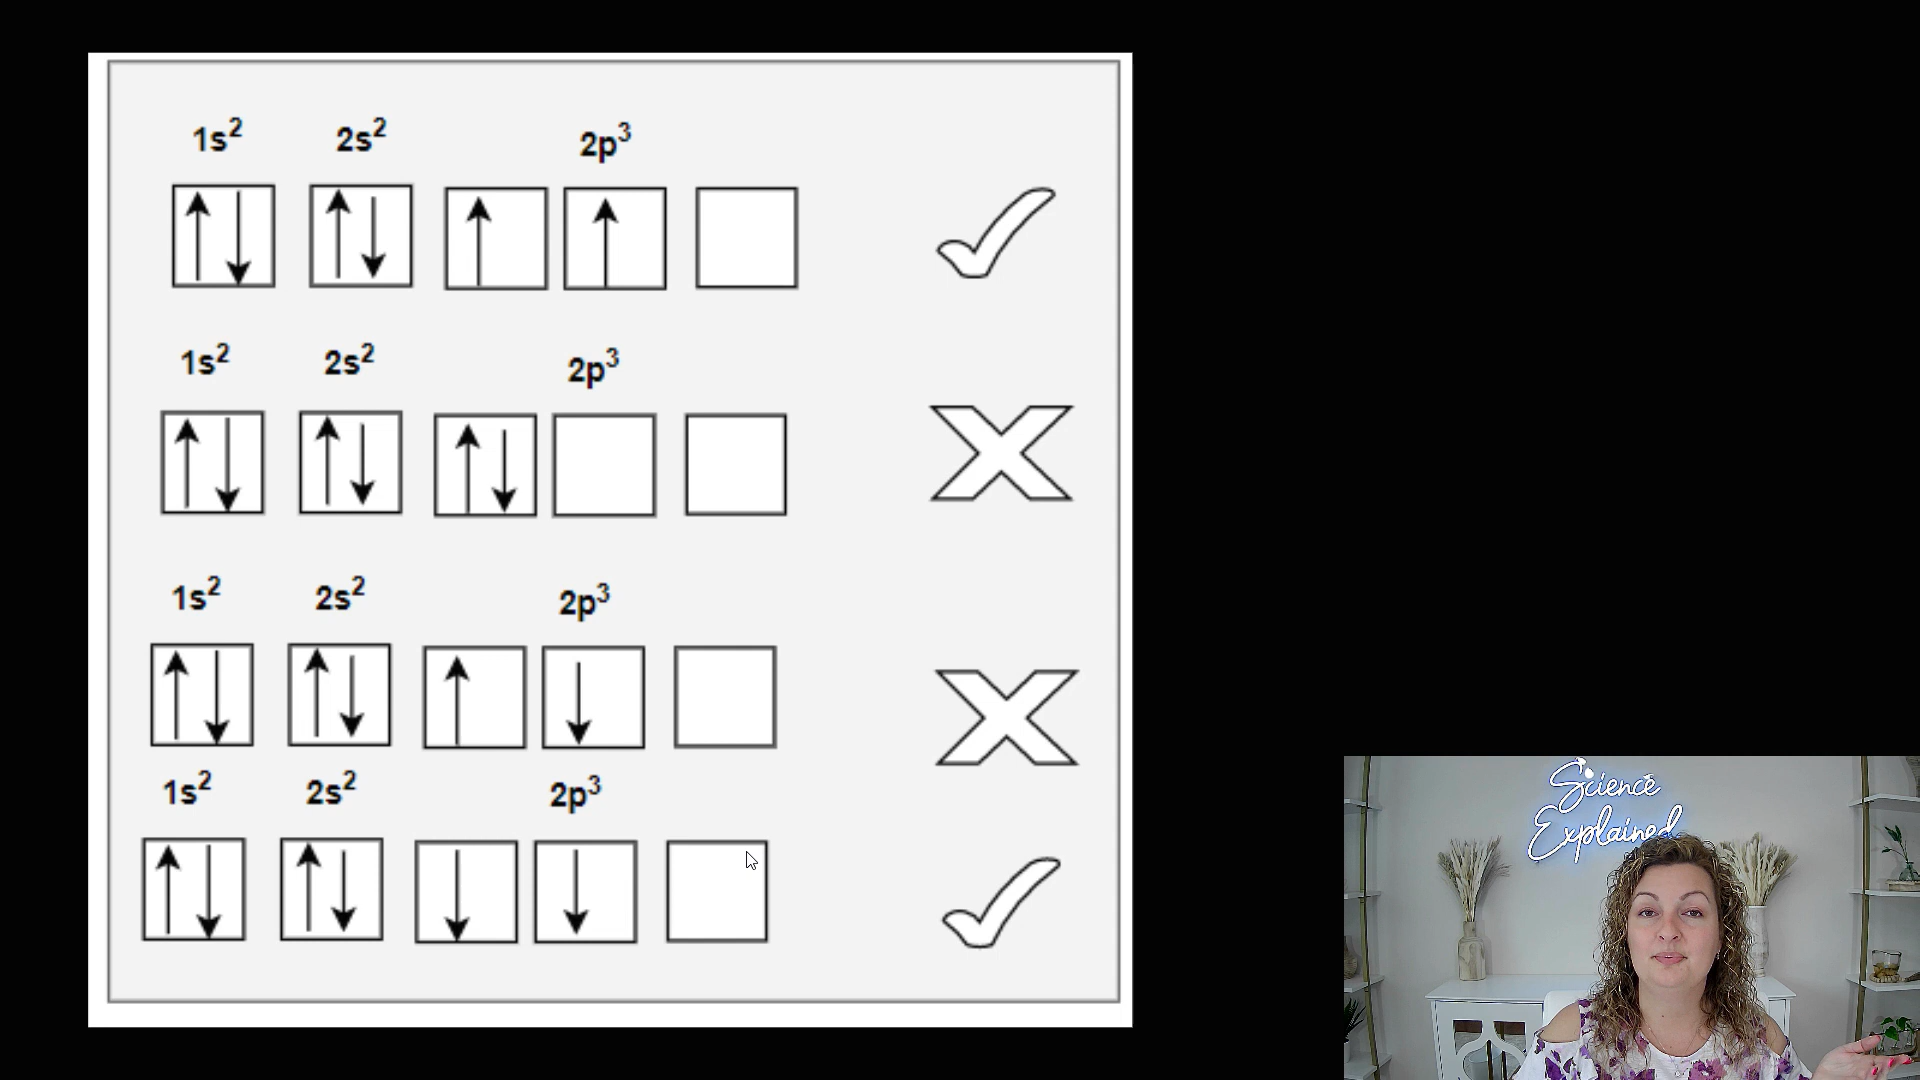 1s² 2s² 2p³
1s² 2s² 2p³
1s² 2s² 2p³
1s² 2s² 2p³
Science
Explained